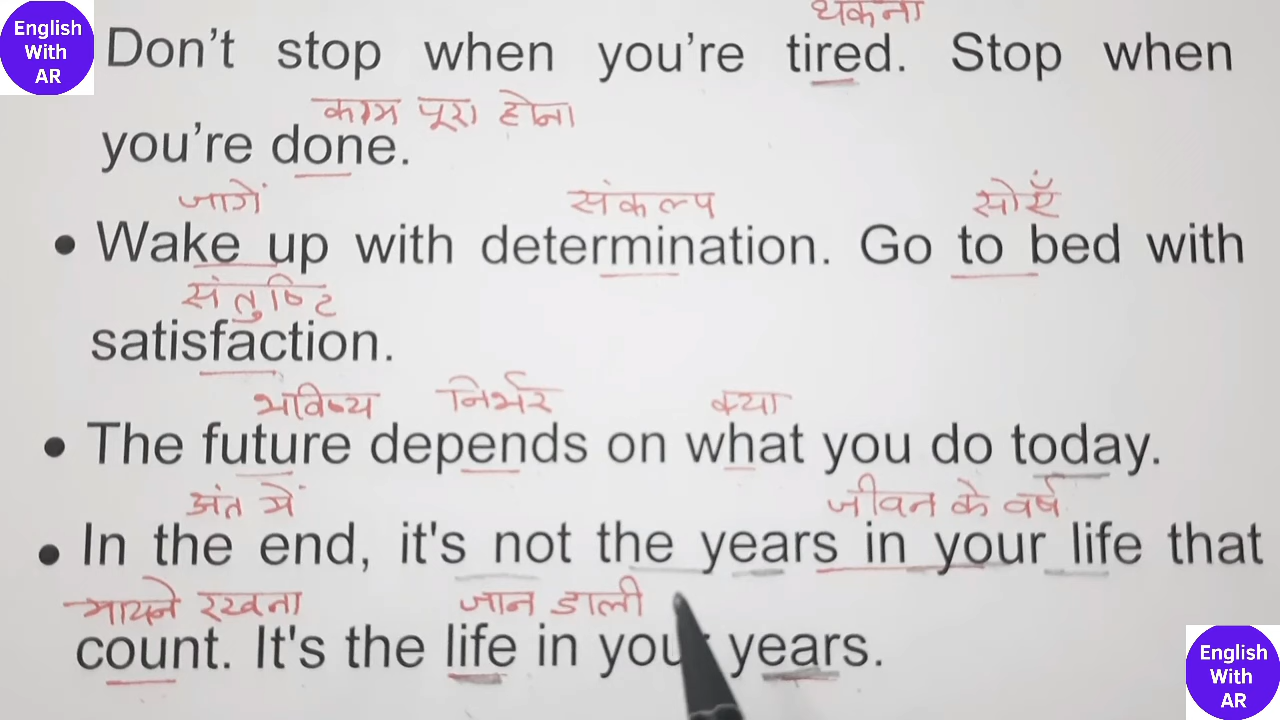 English
With
AR
थकना
Don't stop when you're tired. Stop when
काम पूरा होना
you're done.
जागें संकल्प सोएँ
• Wake up with determination. Go to bed with
संतुष्टि
satisfaction.
भविष्य निर्भर क्या
• The future depends on what you do today.
अंत में जीवन के वर्ष
• In the end, it's not the years in your life that
मायने रखना जान डाली
count. It's the life in your years.
English
With
AR